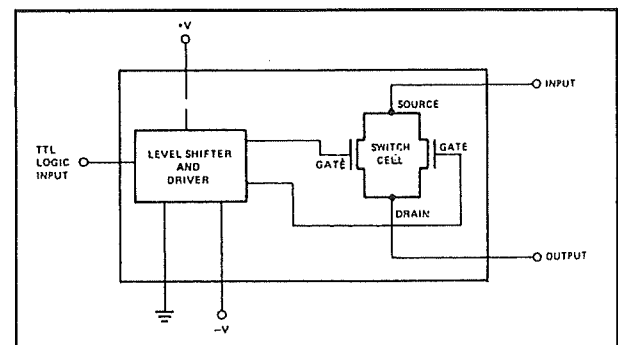 +V
INPUT
SOURCE
TTL
LOGIC
INPUT
LEVEL SHIFTER
AND
DRIVER
GATE
SWITCH
CELL
GATE
DRAIN
OUTPUT
-V